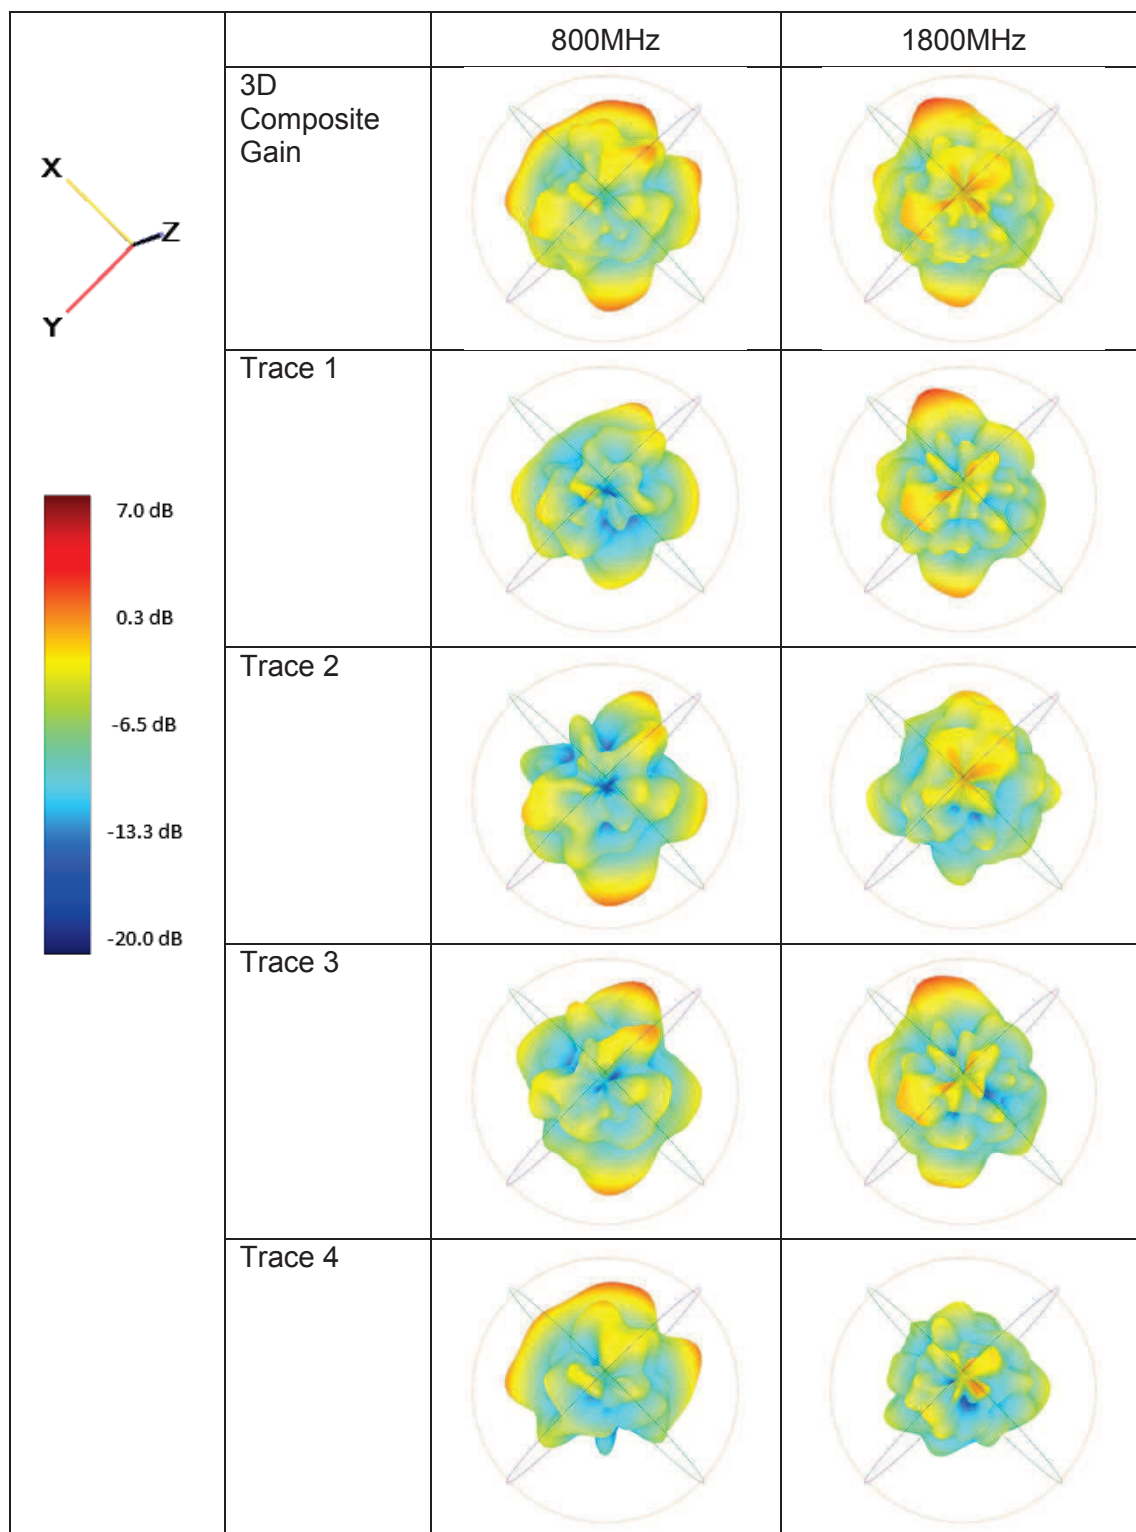 800MHz
1800MHz
3D
Composite
Gain
X
Z
Y
Trace 1
7.0 dB
0.3 dB
-6.5 dB
-13.3 dB
-20.0 dB
Trace 2
Trace 3
Trace 4